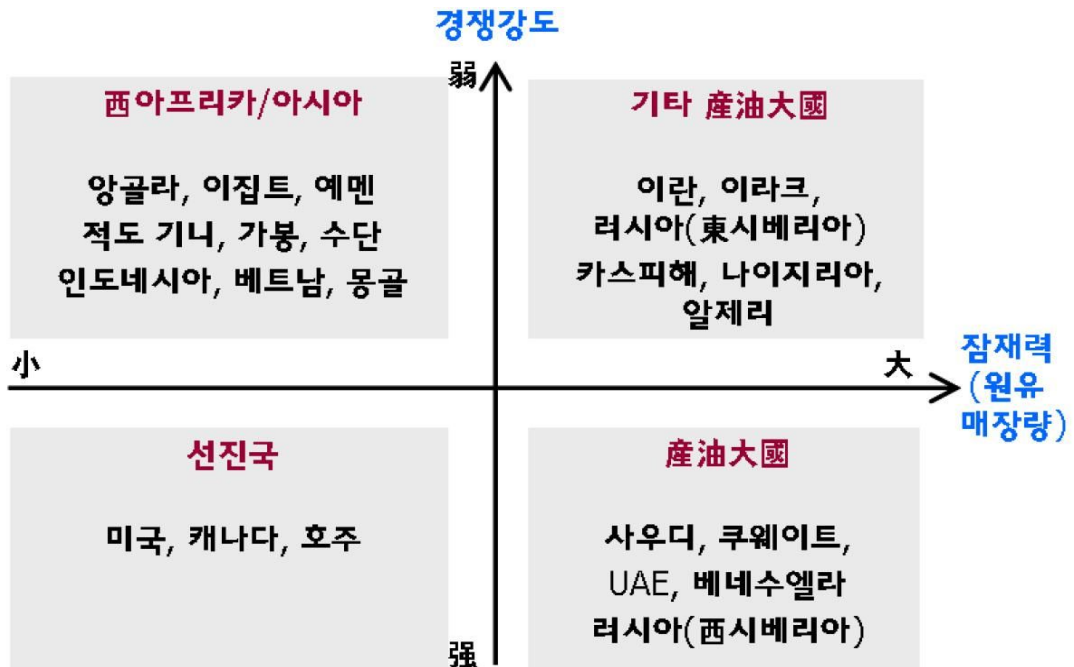 경쟁강도
弱
西아프리카/아시아
앙골라, 이집트, 예멘
적도 기니, 가봉, 수단
인도네시아, 베트남, 몽골
기타 産油大國
이란, 이라크,
러시아(東시베리아)
카스피해, 나이지리아,
알제리
小
大
잠재력
(원유
매장량)
선진국
미국, 캐나다, 호주
産油大國
사우디, 쿠웨이트,
UAE, 베네수엘라
러시아(西시베리아)
强